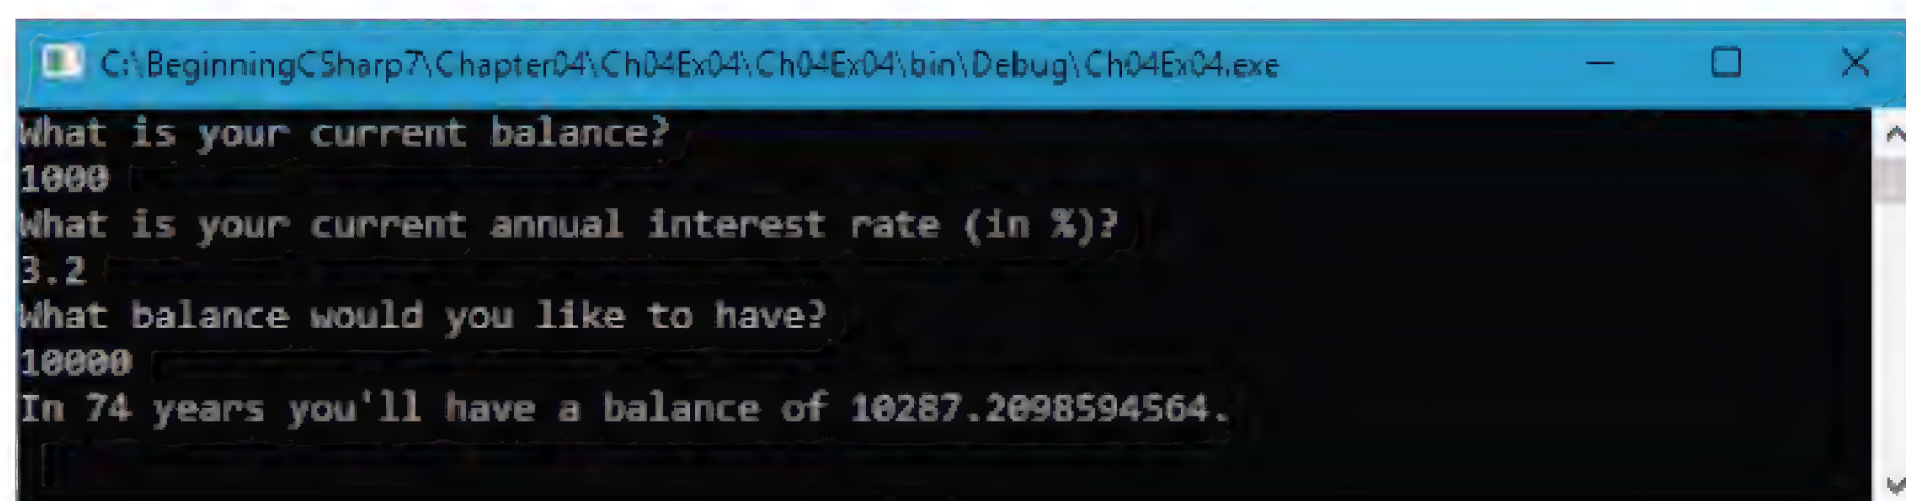 C:\BeginningCSharp7\Chapter04\Ch04Ex04\Ch04Ex04\bin\Debug\Ch04Ex04.exe
What is your current balance?
1000
What is your current annual interest rate (in %)?
3.2
What balance would you like to have?
10000
In 74 years you'll have a balance of 10287.2098594564.